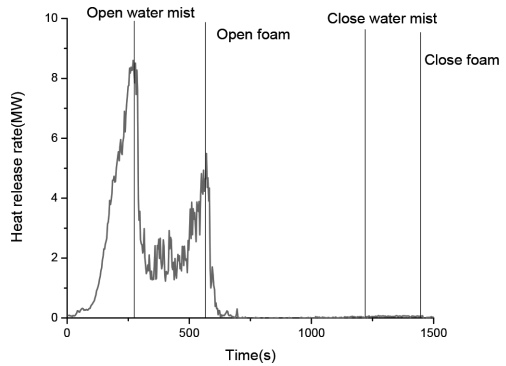 Open water mist
Close water mist
Open foam
Close foam
10
8
6
4
2
0
Heat release rate(MW)
0
500
1000
1500
Time(s)